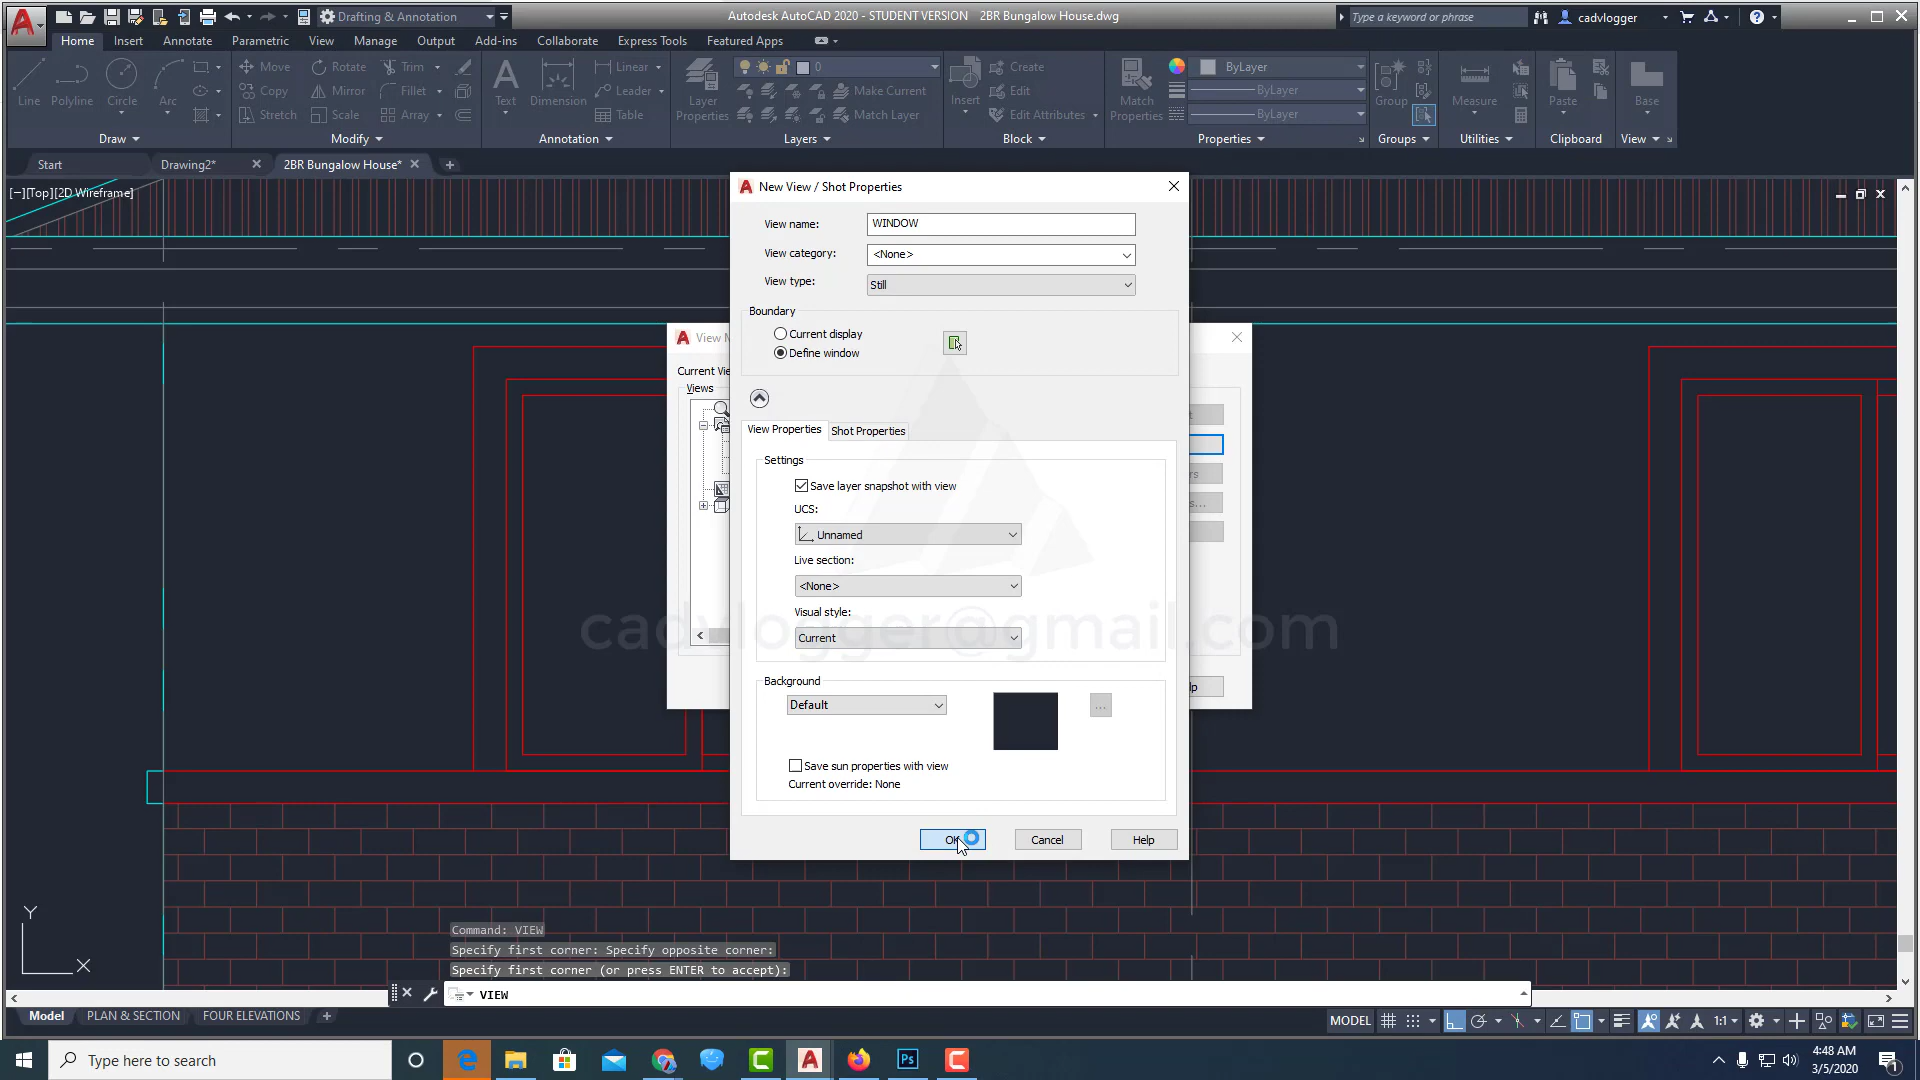 Autodesk AutoCAD 2020 - STUDENT VERSION 2BR Bungalow House.dwg
Drafting & Annotation
Type a keyword or phrase
cadvlogger
Home Insert Annotate Parametric View Manage Output Add-ins Collaborate Express Tools Featured Apps
Line Polyline Circle Arc
Move Rotate Trim
Copy Mirror Fillet
Stretch Scale Array
Text Dimension
Linear
Leader
Table
Layer Properties
0
Make Current
Match Layer
Insert
Create
Edit
Edit Attributes
Match Properties
ByLayer
ByLayer
ByLayer
Group Measure Paste Base
Draw Modify Annotation Layers Block Properties Groups Utilities Clipboard View
Start Drawing2* 2BR Bungalow House*
[−][Top][2D Wireframe]
New View / Shot Properties
View name: WINDOW
View category: <None>
View type: Still
Boundary
Current display
Define window
Current Vie
Views
View Properties Shot Properties
Settings
Save layer snapshot with view
UCS:
Unnamed
Live section:
<None>
Visual style:
Current
cadvlogger@gmail.com
Background
Default
...
Save sun properties with view
Current override: None
OK Cancel Help
Y
X
Command: VIEW
Specify first corner: Specify opposite corner:
Specify first corner (or press ENTER to accept):
VIEW
Model PLAN & SECTION FOUR ELEVATIONS
MODEL 1:1
Type here to search
4:48 AM
3/5/2020
1